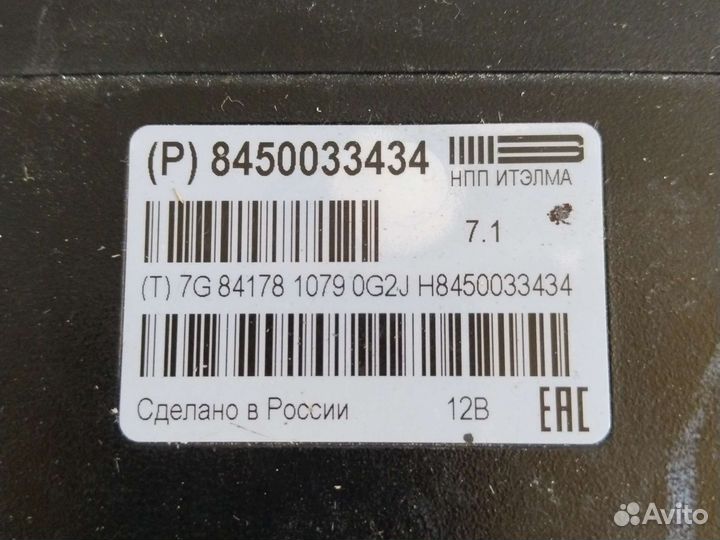 (P) 8450033434
НПП ИТЭЛМА
7.1
(T) 7G 84178 1079 0G2J H8450033434
Сделано в России
12В
EAC
Avito